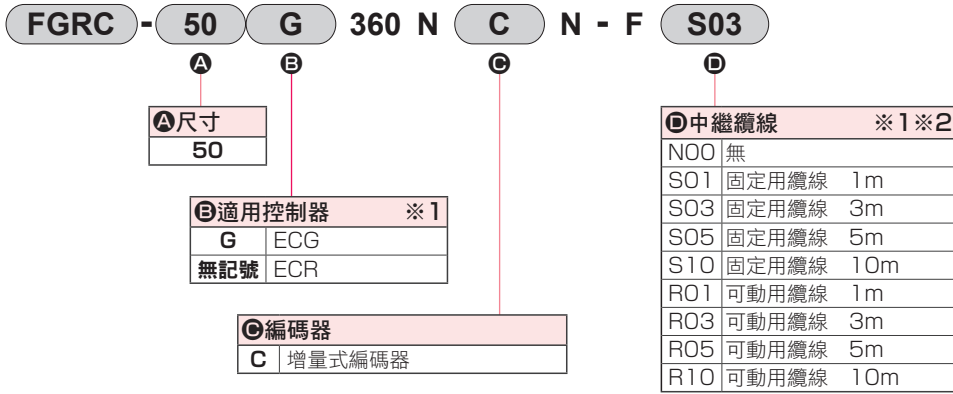 FGRC - 50 G 360 N C N - F S03
A B C D
A尺寸
50
B適用控制器 ※1
G ECG
無記號 ECR
C編碼器
C 增量式編碼器
D中繼纜線 ※1※2
N00 無
S01 固定用纜線 1m
S03 固定用纜線 3m
S05 固定用纜線 5m
S10 固定用纜線 10m
R01 可動用纜線 1m
R03 可動用纜線 3m
R05 可動用纜線 5m
R10 可動用纜線 10m